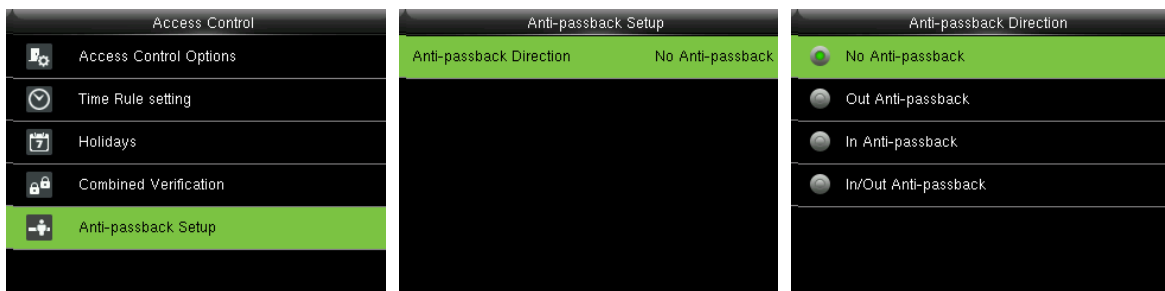 Access Control
Access Control Options
Time Rule setting
7
Holidays
Combined Verification
Anti-passback Setup
Anti-passback Setup
Anti-passback Direction No Anti-passback
Anti-passback Direction
No Anti-passback
Out Anti-passback
In Anti-passback
In/Out Anti-passback